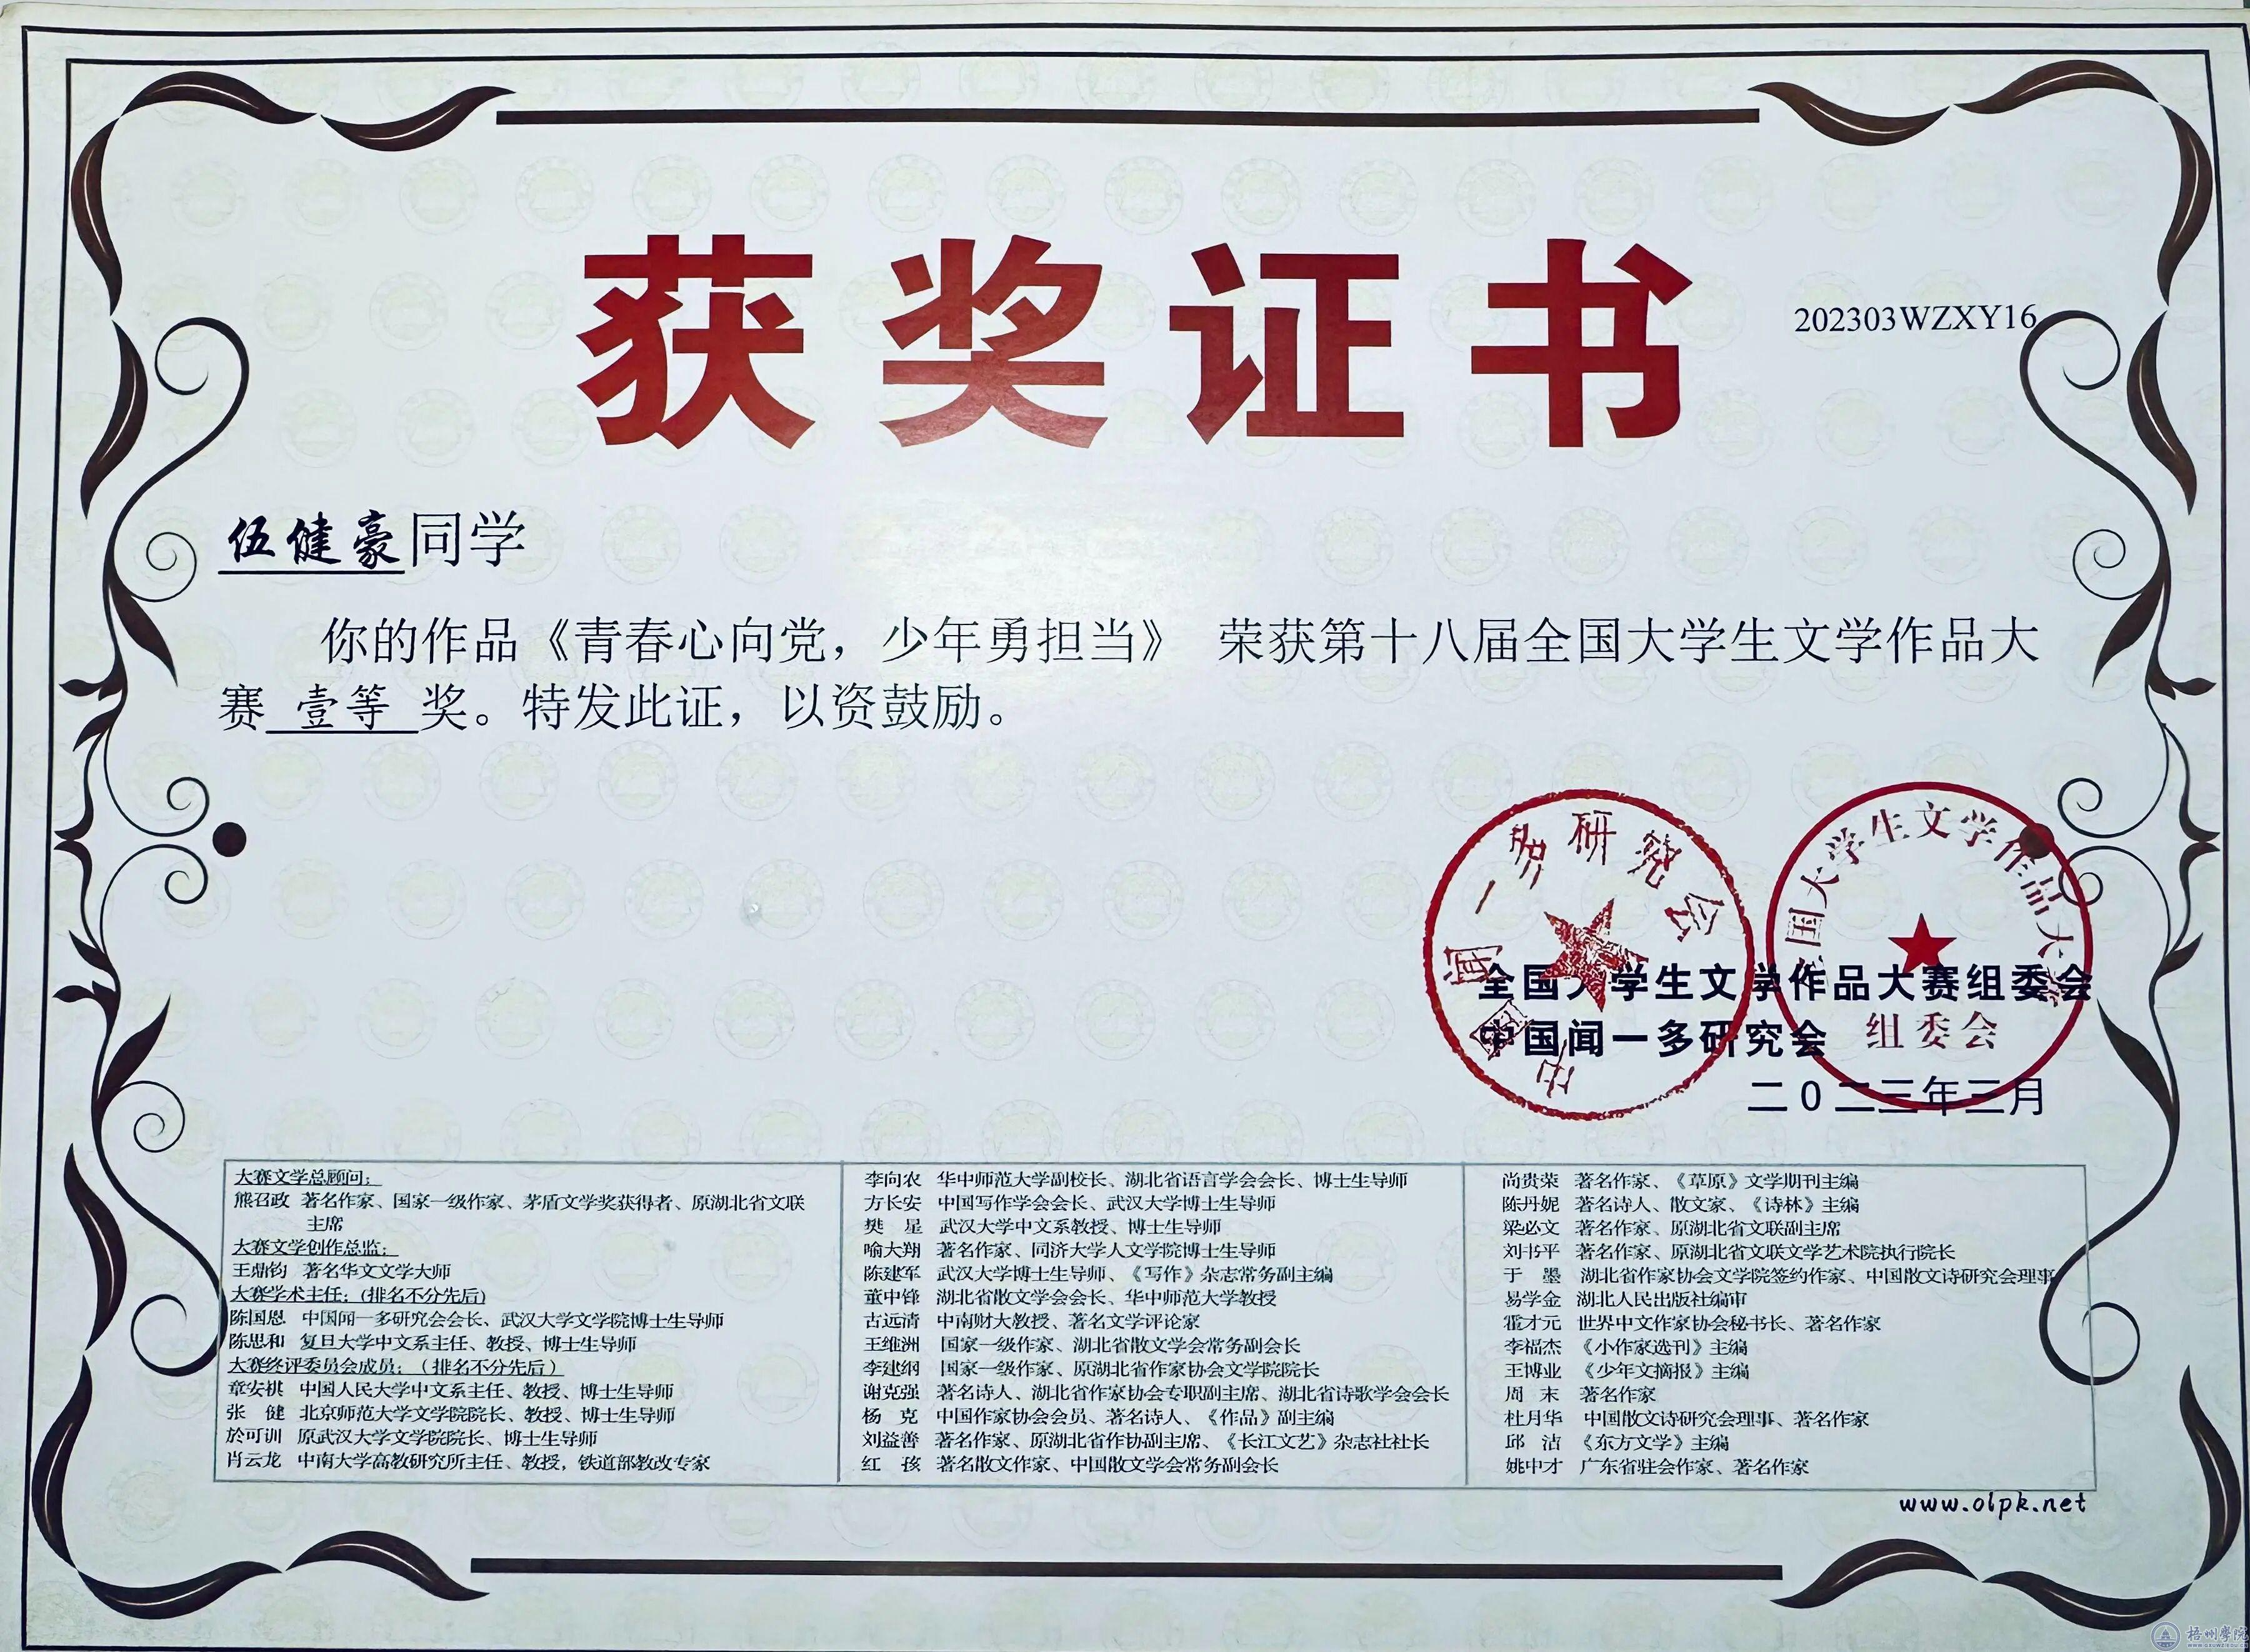 获奖证书
202303WZXY16
伍健豪同学
你的作品《青春心向党，少年勇担当》 荣获第十八届全国大学生文学作品大
赛 壹等 奖。特发此证，以资鼓励。
中国闻一多研究会
全国大学生文学作品大赛
组委会
全国大学生文学作品大赛组委会
中国闻一多研究会
二〇二三年三月
大赛文学总顾问：
熊召政 著名作家、国家一级作家、茅盾文学奖获得者、原湖北省文联
主席
大赛文学创作总监：
王鼎钧 著名华文文学大师
大赛学术主任：(排名不分先后)
陈国恩 中国闻一多研究会会长、武汉大学文学院博士生导师
陈思和 复旦大学中文系主任、教授、博士生导师
大赛终评委员会成员：（排名不分先后）
章安祺 中国人民大学中文系主任、教授、博士生导师
张 健 北京师范大学文学院院长、教授、博士生导师
於可训 原武汉大学文学院院长、博士生导师
肖云龙 中南大学高教研究所主任、教授，铁道部教改专家
李向农 华中师范大学副校长、湖北省语言学会会长、博士生导师
方长安 中国写作学会会长、武汉大学博士生导师
樊 星 武汉大学中文系教授、博士生导师
喻大翔 著名作家、同济大学人文学院博士生导师
陈建军 武汉大学博士生导师、《写作》杂志常务副主编
董中锋 湖北省散文学会会长、华中师范大学教授
古远清 中南财大教授、著名文学评论家
王维洲 国家一级作家、湖北省散文学会常务副会长
李建纲 国家一级作家、原湖北省作家协会文学院院长
谢克强 著名诗人、湖北省作家协会专职副主席、湖北省诗歌学会会长
杨 克 中国作家协会会员、著名诗人、《作品》副主编
刘益善 著名作家、原湖北省作协副主席、《长江文艺》杂志社社长
红 孩 著名散文作家、中国散文学会常务副会长
尚贵荣 著名作家、《草原》文学期刊主编
陈丹妮 著名诗人、散文家、《诗林》主编
梁必文 著名作家、原湖北省文联副主席
刘书平 著名作家、原湖北省文联文学艺术院执行院长
于 墨 湖北省作家协会文学院签约作家、中国散文诗研究会理事
易学金 湖北人民出版社编审
霍才元 世界中文作家协会秘书长、著名作家
李福杰 《小作家选刊》主编
王博业 《少年文摘报》主编
周 末 著名作家
杜月华 中国散文诗研究会理事、著名作家
邱 洁 《东方文学》主编
姚中才 广东省驻会作家、著名作家
www.olpk.net
梧州学院